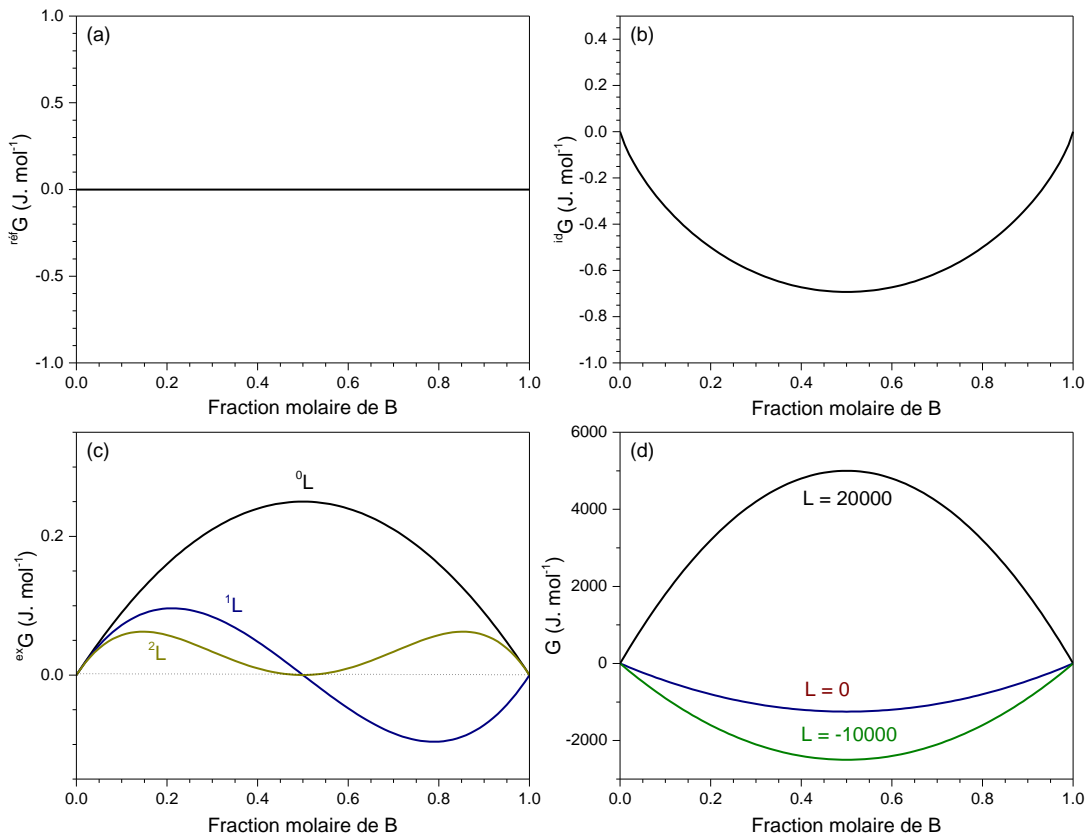 (a)
1.0
0.5
0.0
-0.5
-1.0
réfG (J. mol-1)
0.0 0.2 0.4 0.6 0.8 1.0
Fraction molaire de B
(b)
0.4
0.2
0.0
-0.2
-0.4
-0.6
-0.8
-1.0
idG (J. mol-1)
0.0 0.2 0.4 0.6 0.8 1.0
Fraction molaire de B
(c)
0.2
0.0
exG (J. mol-1)
0L
1L
2L
0.0 0.2 0.4 0.6 0.8 1.0
Fraction molaire de B
(d)
6000
4000
2000
0
-2000
G (J. mol-1)
L = 20000
L = 0
L = -10000
0.0 0.2 0.4 0.6 0.8 1.0
Fraction molaire de B